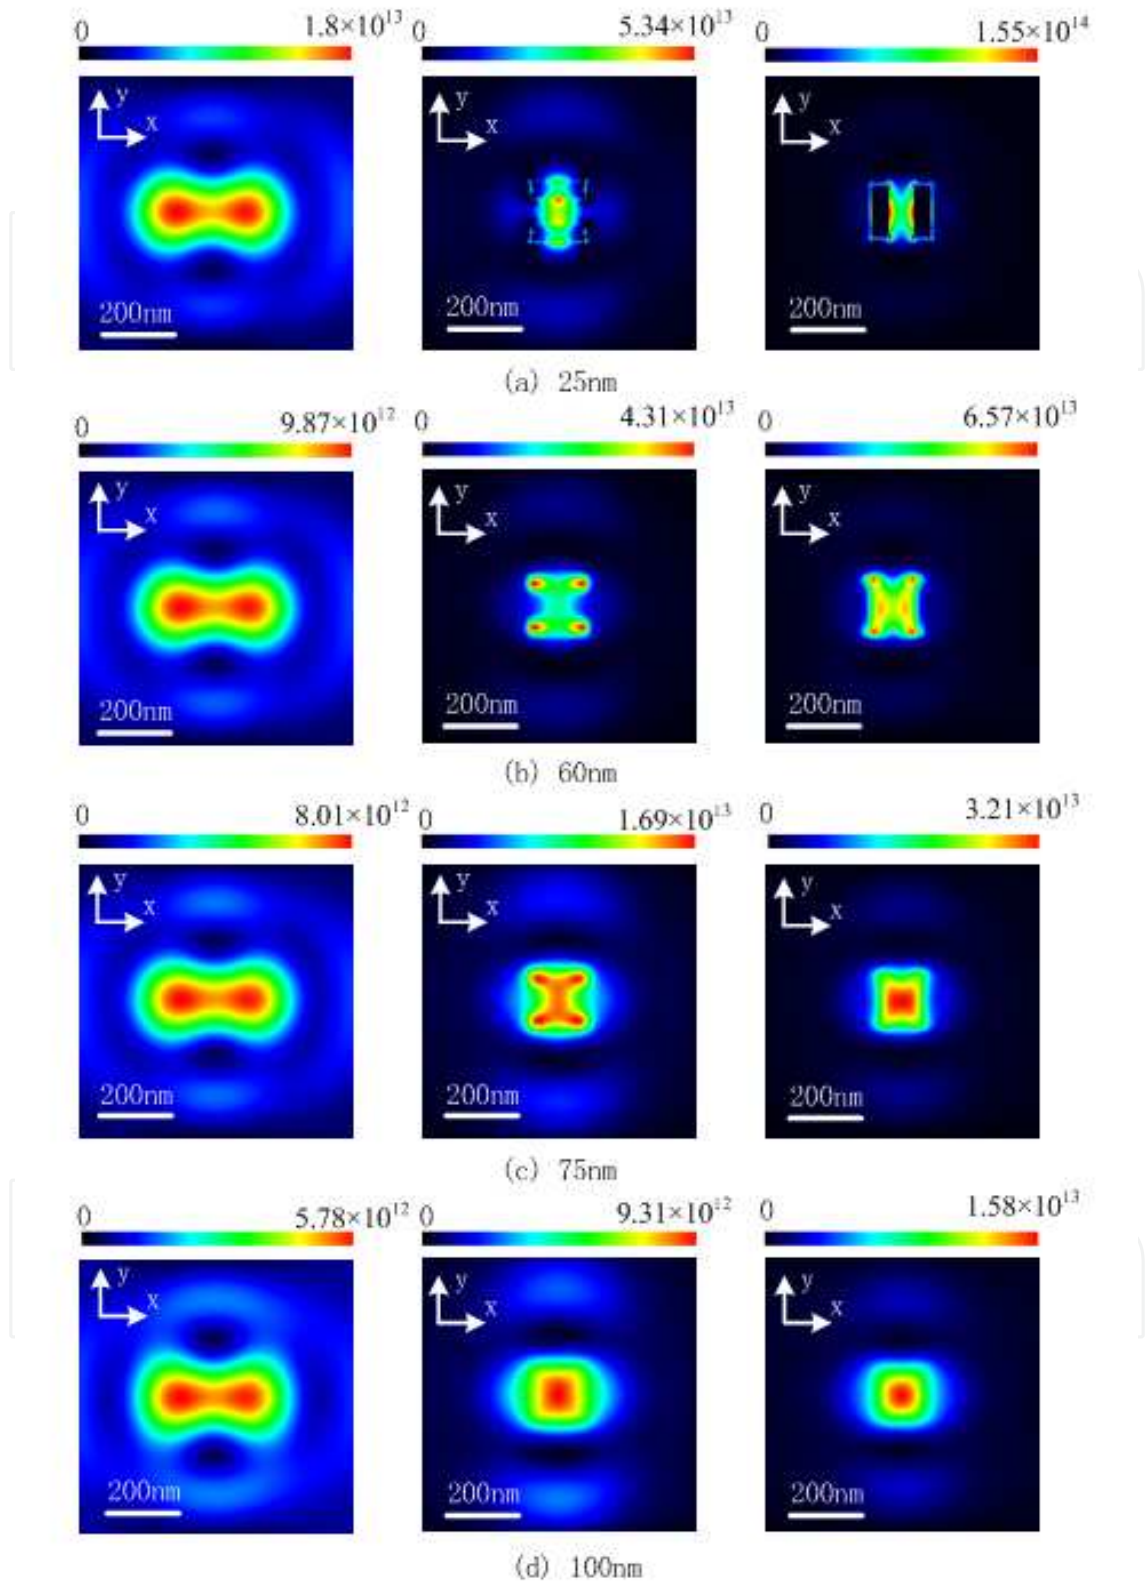 0 1.8×10¹³ 0 5.34×10¹³ 0 1.55×10¹⁴
y y y
x x x
200nm 200nm 200nm
(a) 25nm
0 9.87×10¹² 0 4.31×10¹³ 0 6.57×10¹³
y y y
x x x
200nm 200nm 200nm
(b) 60nm
0 8.01×10¹² 0 1.69×10¹³ 0 3.21×10¹³
y y y
x x x
200nm 200nm 200nm
(c) 75nm
0 5.78×10¹² 0 9.31×10¹² 0 1.58×10¹³
y y y
x x x
200nm 200nm 200nm
(d) 100nm